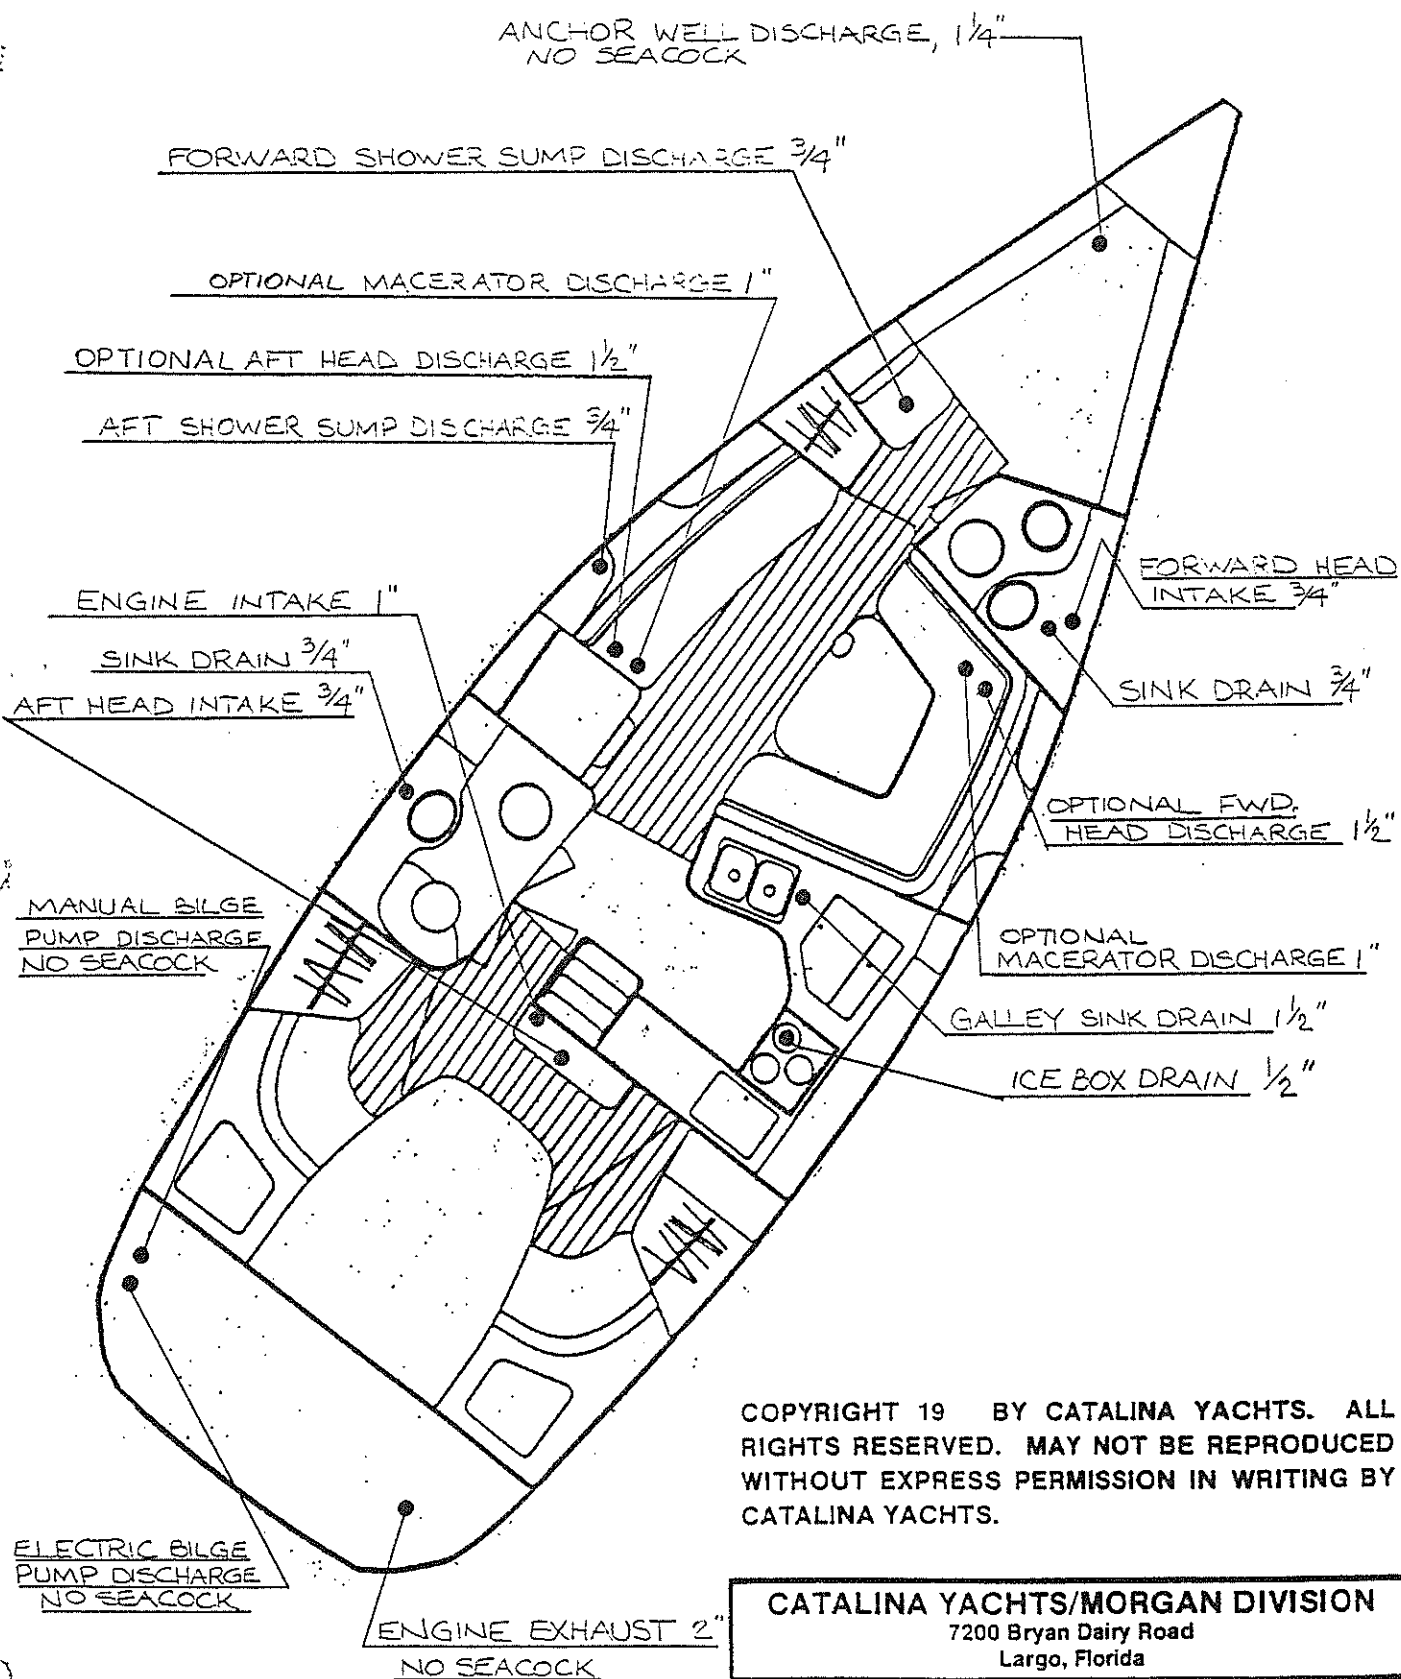 ANCHOR WELL DISCHARGE, 1¼"
NO SEACOCK
FORWARD SHOWER SUMP DISCHARGE ¾"
OPTIONAL MACERATOR DISCHARGE 1"
OPTIONAL AFT HEAD DISCHARGE 1½"
AFT SHOWER SUMP DISCHARGE ¾"
ENGINE INTAKE 1"
SINK DRAIN ¾"
AFT HEAD INTAKE ¾"
MANUAL BILGE
PUMP DISCHARGE
NO SEACOCK
FORWARD HEAD
INTAKE ¾"
SINK DRAIN ¾"
OPTIONAL FWD.
HEAD DISCHARGE 1½"
OPTIONAL
MACERATOR DISCHARGE 1"
GALLEY SINK DRAIN 1½"
ICE BOX DRAIN ½"
ELECTRIC BILGE
PUMP DISCHARGE
NO SEACOCK
ENGINE EXHAUST 2"
NO SEACOCK
COPYRIGHT 19 BY CATALINA YACHTS. ALL
RIGHTS RESERVED. MAY NOT BE REPRODUCED
WITHOUT EXPRESS PERMISSION IN WRITING BY
CATALINA YACHTS.
CATALINA YACHTS/MORGAN DIVISION
7200 Bryan Dairy Road
Largo, Florida